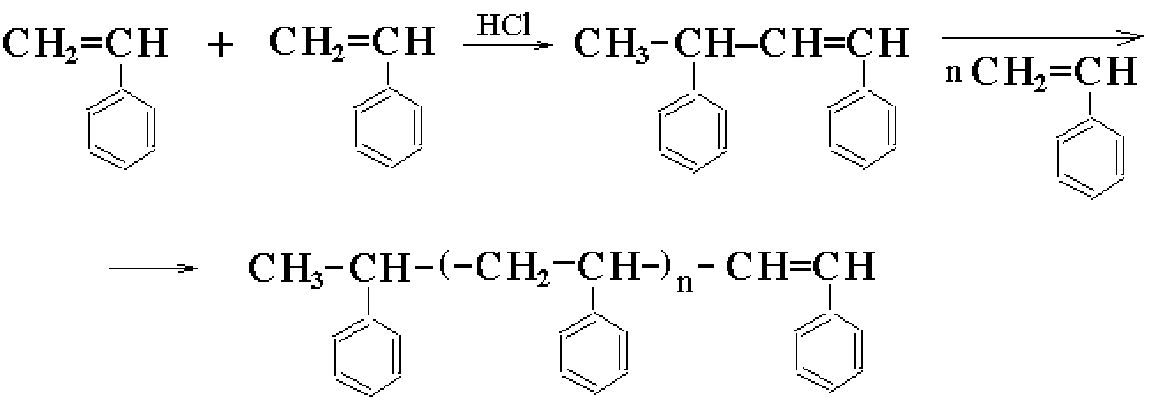 CH₂=CH + CH₂=CH HCl CH₃-CH-CH=CH
n CH₂=CH
CH₃-CH-(-CH₂-CH-)ₙ-CH=CH